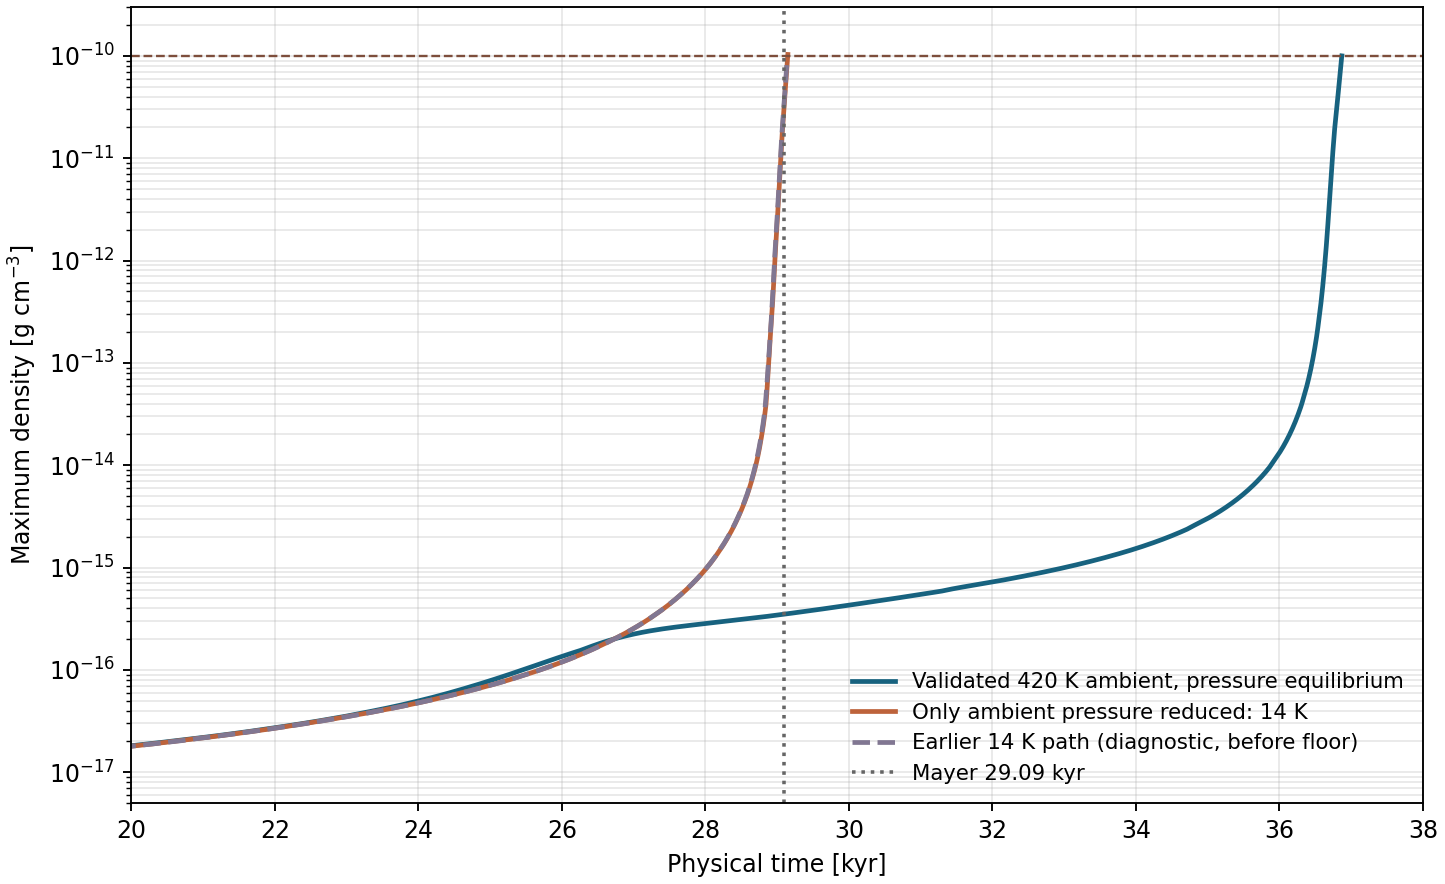 Maximum density [g cm⁻³]
10⁻¹⁰
10⁻¹¹
10⁻¹²
10⁻¹³
10⁻¹⁴
10⁻¹⁵
10⁻¹⁶
10⁻¹⁷
Validated 420 K ambient, pressure equilibrium
Only ambient pressure reduced: 14 K
Earlier 14 K path (diagnostic, before floor)
Mayer 29.09 kyr
20 22 24 26 28 30 32 34 36 38
Physical time [kyr]